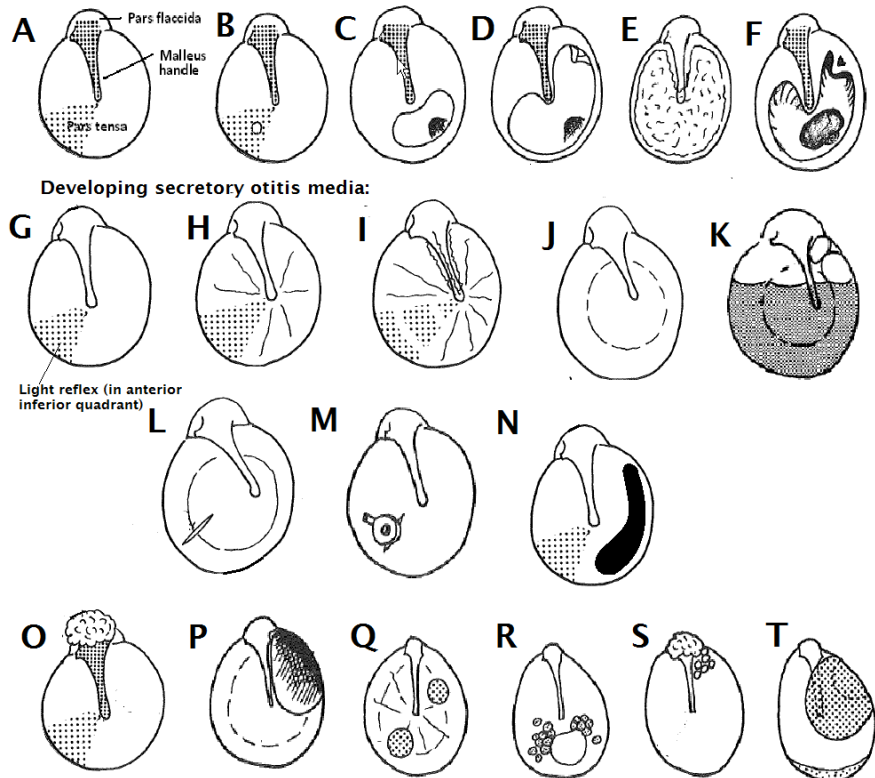 A
B
C
D
E
F
Pars flaccida
Malleus
handle
Pars tensa
Developing secretory otitis media:
G
H
I
J
K
Light reflex (in anterior
inferior quadrant)
L
M
N
O
P
Q
R
S
T